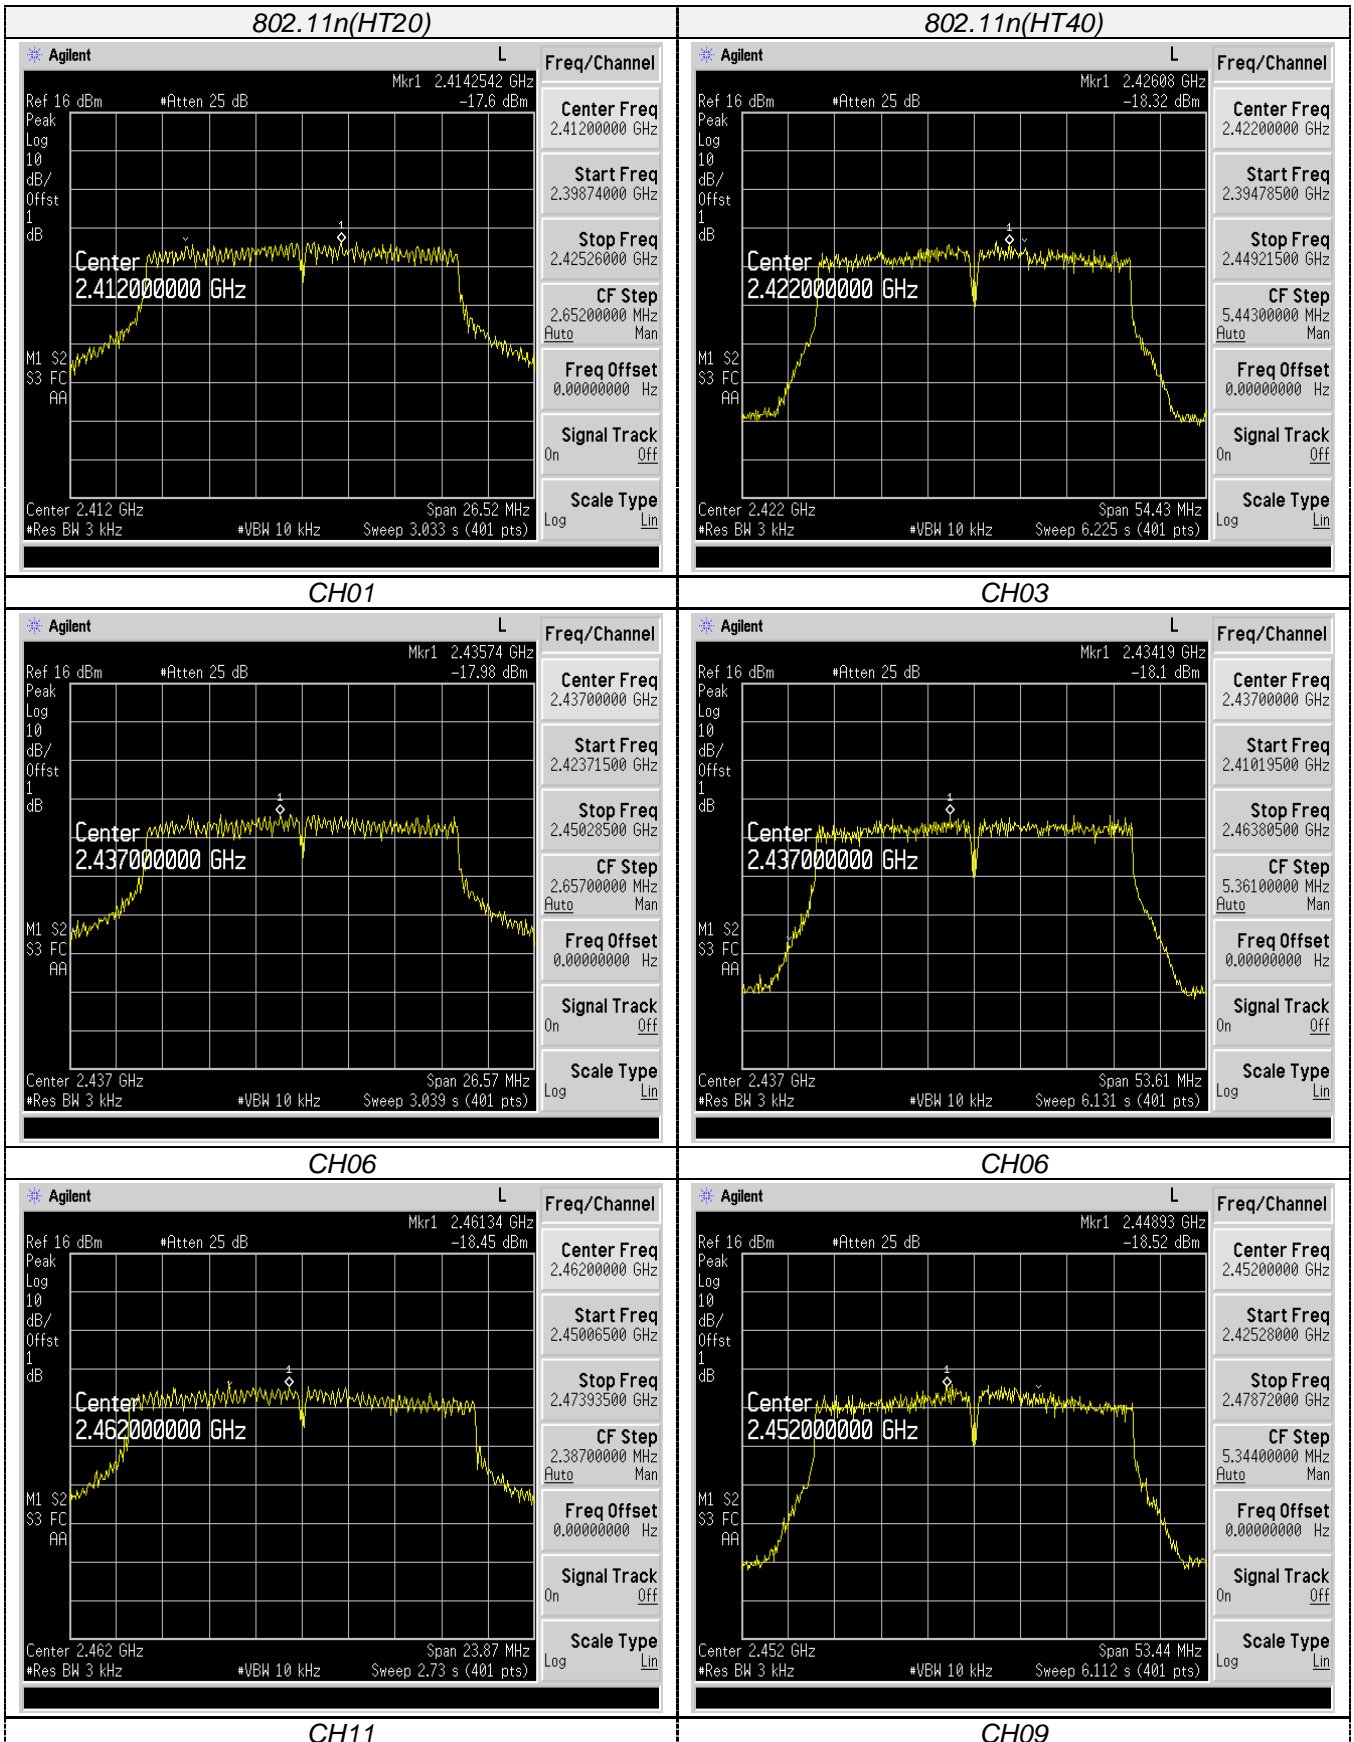 802.11n(HT20)
802.11n(HT40)
Agilent
L
Freq/Channel
Mkr1 2.4142542 GHz
Ref 16 dBm #Atten 25 dB -17.6 dBm
Peak
Log
10
dB/
Offst
1
dB
1
Center
2.412000000 GHz
M1 S2
S3 FC
AA
Center 2.412 GHz Span 26.52 MHz
#Res BW 3 kHz #VBW 10 kHz Sweep 3.033 s (401 pts)
Center Freq
2.41200000 GHz
Start Freq
2.39874000 GHz
Stop Freq
2.42526000 GHz
CF Step
2.65200000 MHz
Auto Man
Freq Offset
0.00000000 Hz
Signal Track
On Off
Scale Type
Log Lin
Agilent
L
Freq/Channel
Mkr1 2.42608 GHz
Ref 16 dBm #Atten 25 dB -18.32 dBm
Peak
Log
10
dB/
Offst
1
dB
1
Center
2.422000000 GHz
M1 S2
S3 FC
AA
Center 2.422 GHz Span 54.43 MHz
#Res BW 3 kHz #VBW 10 kHz Sweep 6.225 s (401 pts)
Center Freq
2.42200000 GHz
Start Freq
2.39478500 GHz
Stop Freq
2.44921500 GHz
CF Step
5.44300000 MHz
Auto Man
Freq Offset
0.00000000 Hz
Signal Track
On Off
Scale Type
Log Lin
CH01
CH03
Agilent
L
Freq/Channel
Mkr1 2.43574 GHz
Ref 16 dBm #Atten 25 dB -17.98 dBm
Peak
Log
10
dB/
Offst
1
dB
1
Center
2.437000000 GHz
M1 S2
S3 FC
AA
Center 2.437 GHz Span 26.57 MHz
#Res BW 3 kHz #VBW 10 kHz Sweep 3.039 s (401 pts)
Center Freq
2.43700000 GHz
Start Freq
2.42371500 GHz
Stop Freq
2.45028500 GHz
CF Step
2.65700000 MHz
Auto Man
Freq Offset
0.00000000 Hz
Signal Track
On Off
Scale Type
Log Lin
Agilent
L
Freq/Channel
Mkr1 2.43419 GHz
Ref 16 dBm #Atten 25 dB -18.1 dBm
Peak
Log
10
dB/
Offst
1
dB
1
Center
2.437000000 GHz
M1 S2
S3 FC
AA
Center 2.437 GHz Span 53.61 MHz
#Res BW 3 kHz #VBW 10 kHz Sweep 6.131 s (401 pts)
Center Freq
2.43700000 GHz
Start Freq
2.41019500 GHz
Stop Freq
2.46380500 GHz
CF Step
5.36100000 MHz
Auto Man
Freq Offset
0.00000000 Hz
Signal Track
On Off
Scale Type
Log Lin
CH06
CH06
Agilent
L
Freq/Channel
Mkr1 2.46134 GHz
Ref 16 dBm #Atten 25 dB -18.45 dBm
Peak
Log
10
dB/
Offst
1
dB
1
Center
2.462000000 GHz
M1 S2
S3 FC
AA
Center 2.462 GHz Span 23.87 MHz
#Res BW 3 kHz #VBW 10 kHz Sweep 2.73 s (401 pts)
Center Freq
2.46200000 GHz
Start Freq
2.45006500 GHz
Stop Freq
2.47393500 GHz
CF Step
2.38700000 MHz
Auto Man
Freq Offset
0.00000000 Hz
Signal Track
On Off
Scale Type
Log Lin
Agilent
L
Freq/Channel
Mkr1 2.44893 GHz
Ref 16 dBm #Atten 25 dB -18.52 dBm
Peak
Log
10
dB/
Offst
1
dB
1
Center
2.452000000 GHz
M1 S2
S3 FC
AA
Center 2.452 GHz Span 53.44 MHz
#Res BW 3 kHz #VBW 10 kHz Sweep 6.112 s (401 pts)
Center Freq
2.45200000 GHz
Start Freq
2.42528000 GHz
Stop Freq
2.47872000 GHz
CF Step
5.34400000 MHz
Auto Man
Freq Offset
0.00000000 Hz
Signal Track
On Off
Scale Type
Log Lin
CH11
CH09